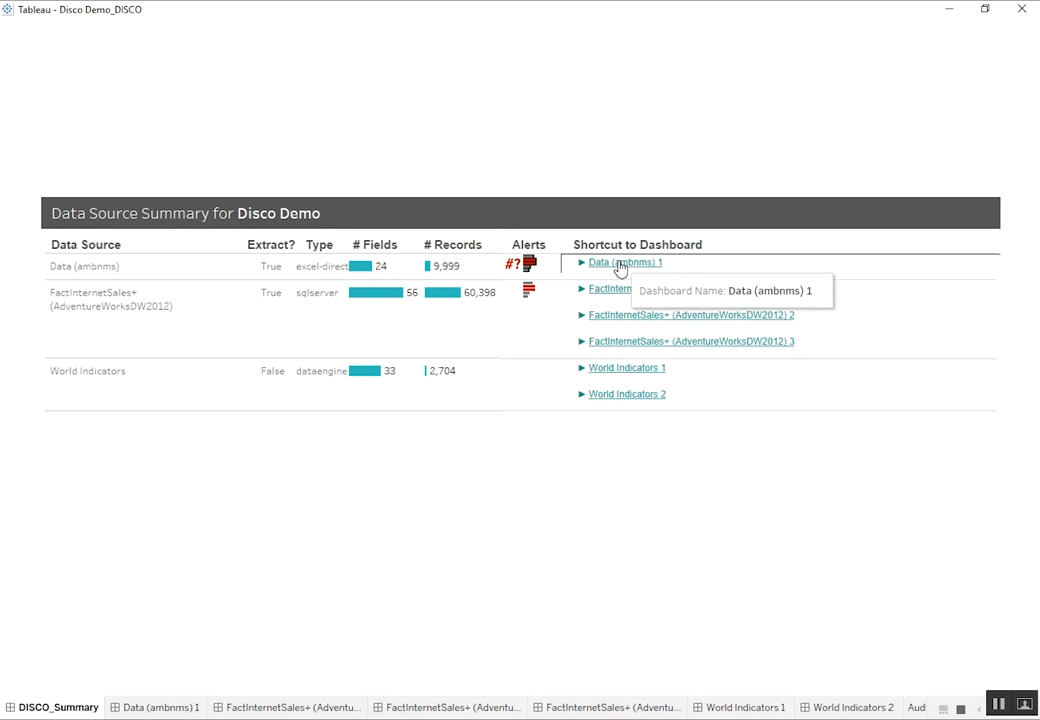 Tableau - Disco Demo_DISCO
Data Source Summary for Disco Demo
Data Source Extract? Type # Fields # Records Alerts Shortcut to Dashboard
Data (ambnms) True excel-direct 24 9,999 #? ► Data (ambnms) 1
Dashboard Name: Data (ambnms) 1
FactInternetSales+ True sqlserver 56 60,398 ► FactIntern
(AdventureWorksDW2012)
► FactInternetSales+ (AdventureWorksDW2012) 2
► FactInternetSales+ (AdventureWorksDW2012) 3
World Indicators False dataengine 33 2,704 ► World Indicators 1
► World Indicators 2
DISCO_Summary Data (ambnms) 1 FactInternetSales+ (Adventu... FactInternetSales+ (Adventu... FactInternetSales+ (Adventu... World Indicators 1 World Indicators 2 Aud